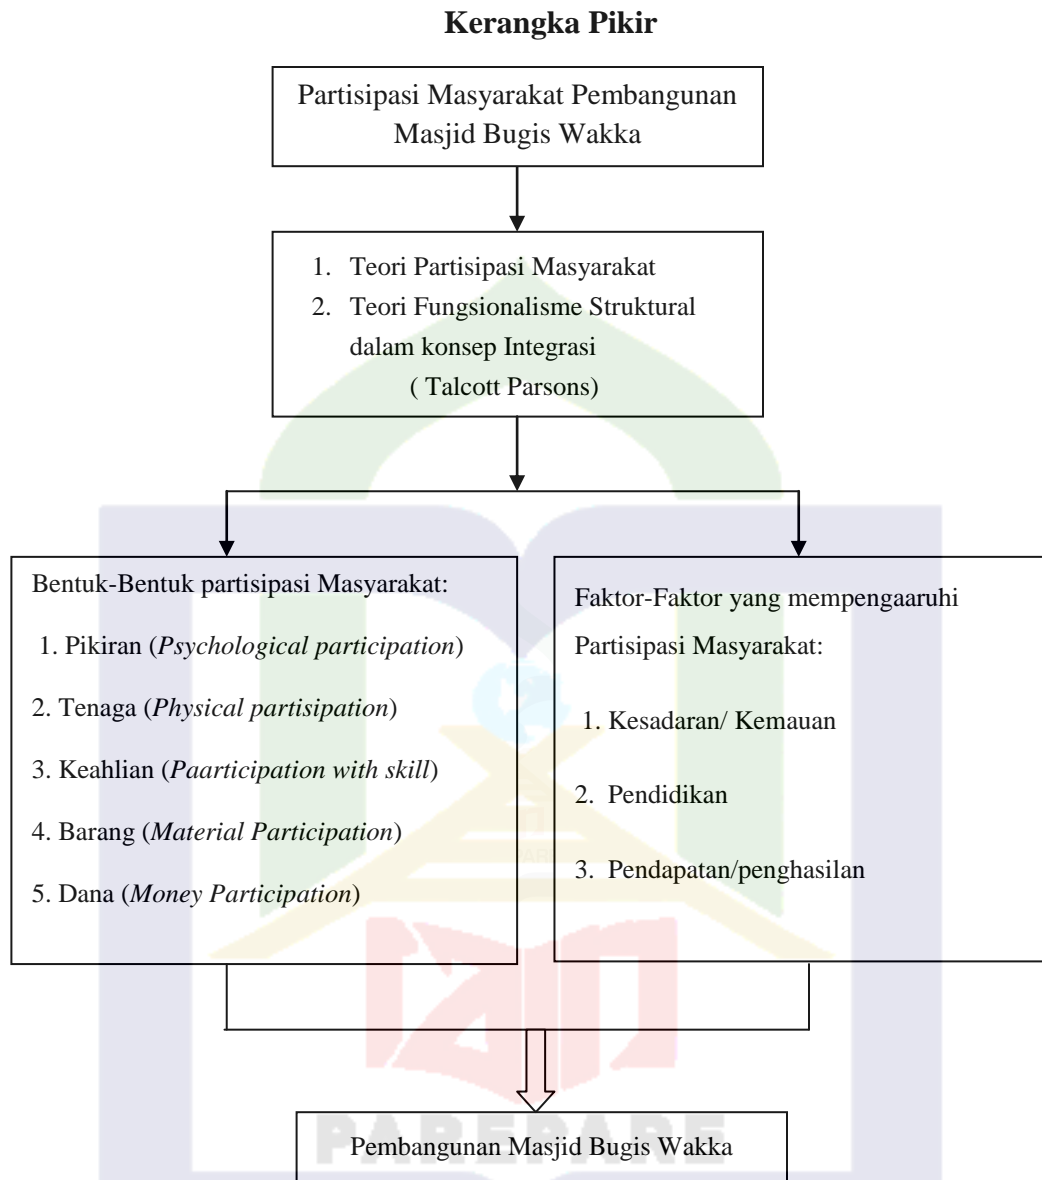 Kerangka Pikir
Partisipasi Masyarakat Pembangunan
Masjid Bugis Wakka
1. Teori Partisipasi Masyarakat
2. Teori Fungsionalisme Struktural
dalam konsep Integrasi
( Talcott Parsons)
Bentuk-Bentuk partisipasi Masyarakat:
1. Pikiran (Psychological participation)
2. Tenaga (Physical partisipation)
3. Keahlian (Paarticipation with skill)
4. Barang (Material Participation)
5. Dana (Money Participation)
Faktor-Faktor yang mempengaaruhi
Partisipasi Masyarakat:
1. Kesadaran/ Kemauan
2. Pendidikan
3. Pendapatan/penghasilan
Pembangunan Masjid Bugis Wakka
PAREPARE